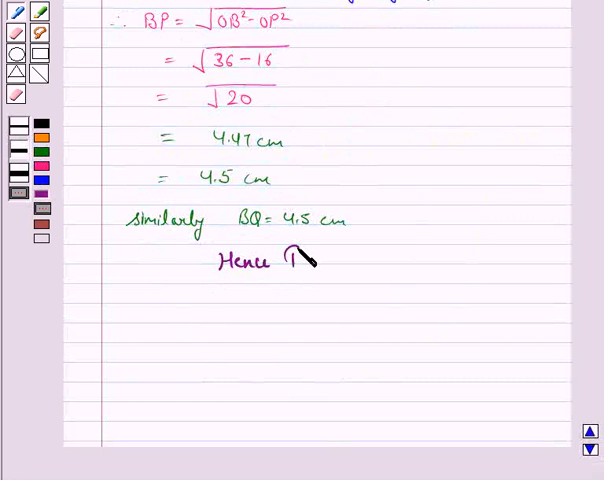 ∴ BP = √OB² - OP²
= √36 - 16
= √20
= 4.47 cm
= 4.5 cm
similarly BQ = 4.5 cm
Hence